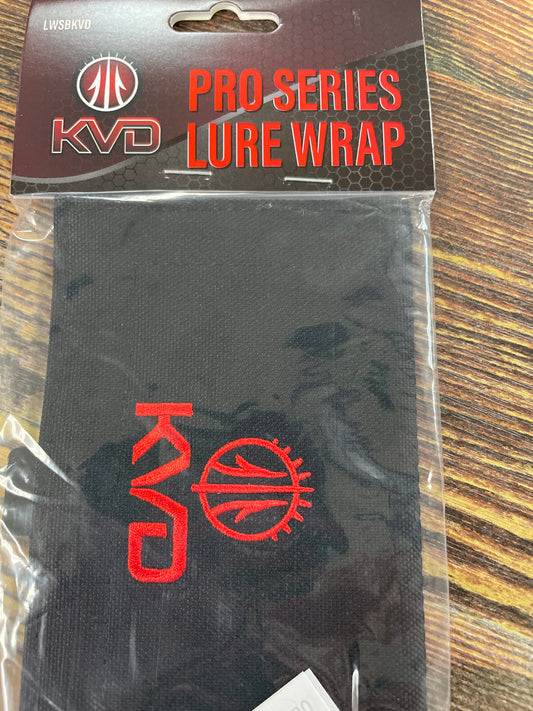 LWSBKVD
KVD
PRO SERIES
LURE WRAP
KVD